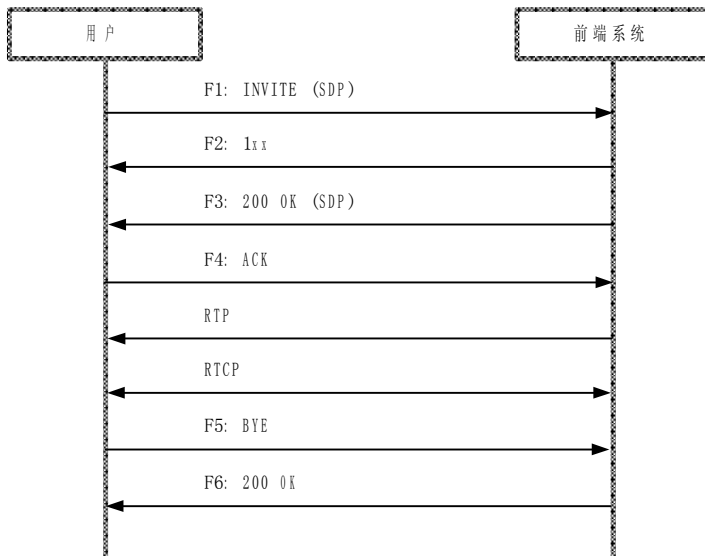 用户
前端系统
F1: INVITE (SDP)
F2: 1xx
F3: 200 OK (SDP)
F4: ACK
RTP
RTCP
F5: BYE
F6: 200 OK